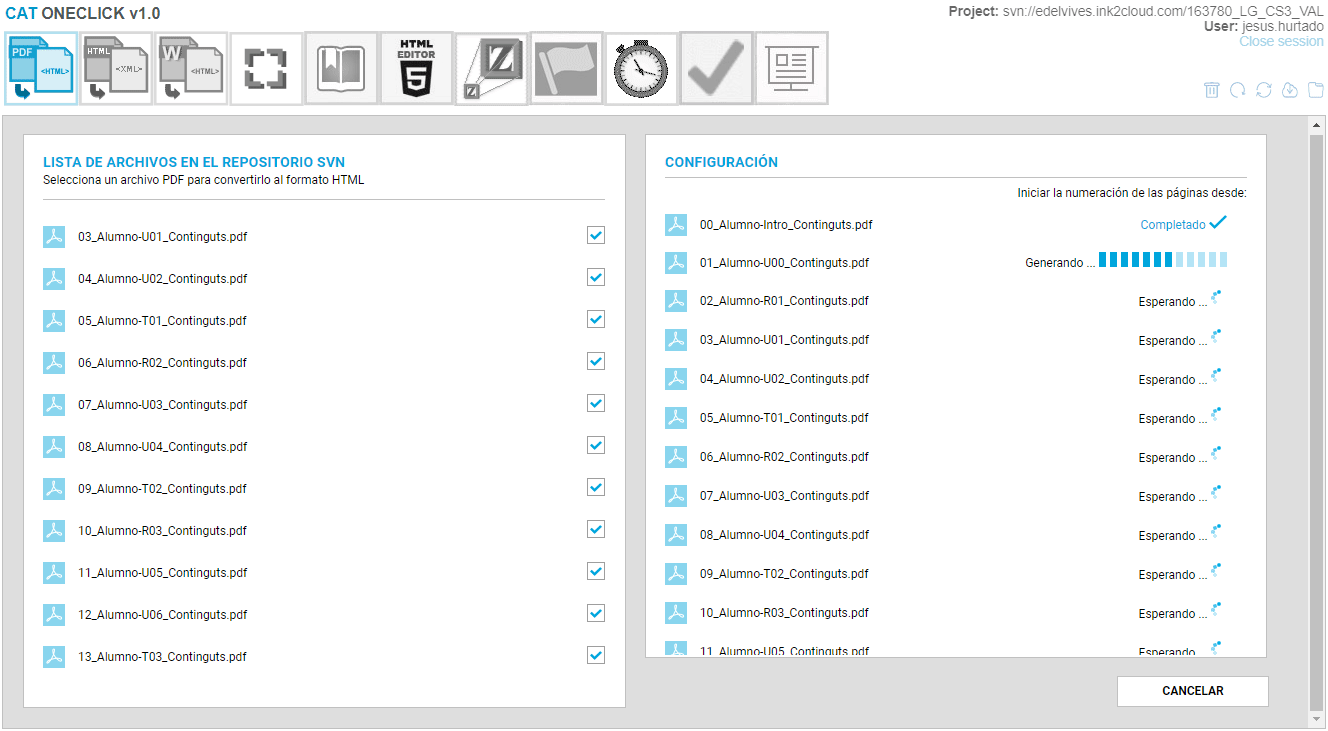 CAT ONECLICK v1.0
Project: svn://edelvives.ink2cloud.com/163780_LG_CS3_VAL
User: jesus.hurtado
Close session
PDF <HTML>
HTML <XML>
W <HTML>
HTML
EDITOR
5
Z
Z
LISTA DE ARCHIVOS EN EL REPOSITORIO SVN
Selecciona un archivo PDF para convertirlo al formato HTML
03_Alumno-U01_Continguts.pdf
04_Alumno-U02_Continguts.pdf
05_Alumno-T01_Continguts.pdf
06_Alumno-R02_Continguts.pdf
07_Alumno-U03_Continguts.pdf
08_Alumno-U04_Continguts.pdf
09_Alumno-T02_Continguts.pdf
10_Alumno-R03_Continguts.pdf
11_Alumno-U05_Continguts.pdf
12_Alumno-U06_Continguts.pdf
13_Alumno-T03_Continguts.pdf
CONFIGURACIÓN
Iniciar la numeración de las páginas desde:
00_Alumno-Intro_Continguts.pdf Completado
01_Alumno-U00_Continguts.pdf Generando ...
02_Alumno-R01_Continguts.pdf Esperando ...
03_Alumno-U01_Continguts.pdf Esperando ...
04_Alumno-U02_Continguts.pdf Esperando ...
05_Alumno-T01_Continguts.pdf Esperando ...
06_Alumno-R02_Continguts.pdf Esperando ...
07_Alumno-U03_Continguts.pdf Esperando ...
08_Alumno-U04_Continguts.pdf Esperando ...
09_Alumno-T02_Continguts.pdf Esperando ...
10_Alumno-R03_Continguts.pdf Esperando ...
11_Alumno-U05_Continguts.pdf Esperando ...
CANCELAR